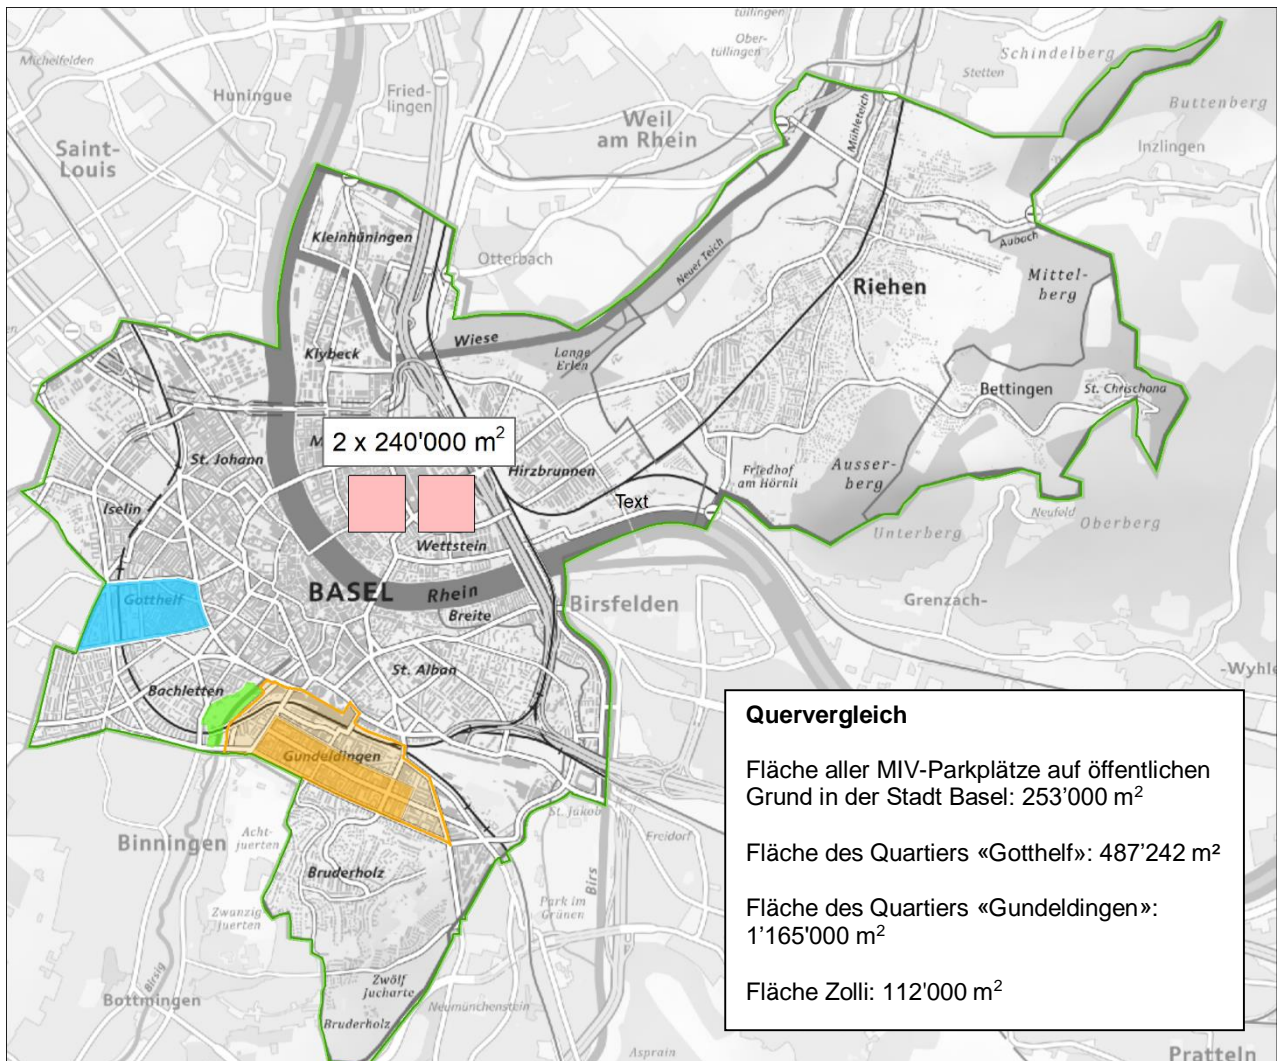 tüllingen
Ober-
tüllingen
Schindelberg
Stetten
Michelfelden
Huningue
Fried-
lingen
Weil
am Rhein
Mühleteich
Buttenberg
Inzlingen
Saint-
Louis
Kleinhüningen
Otterbach
Neuer Teich
Aubach
Riehen
Mittel-
berg
Klybeck
Wiese
Lange
Erlen
Bettingen
St. Chrischona
2 x 240'000 m²
M
St. Johann
Hirzbrunnen
Friedhof
am Hörnli
Ausser-
berg
Iselin
Text
Neufeld
Oberberg
Unterberg
Wettstein
Gotthelf
BASEL
Rhein
Breite
Birsfelden
Grenzach-
-Wyhle
St. Alban
Bachletten
Gundeldingen
St. Jakob
Freidorf
Binningen
Acht-
juerten
Bruderholz
Birs
Park im
Grünen
Zwanzig
juerten
Birsig
Zwölf
Jucharte
Bottmingen
Neumünchenstein
Bruderholz
Asprain
Pratteln
Quervergleich
Fläche aller MIV-Parkplätze auf öffentlichen
Grund in der Stadt Basel: 253’000 m²
Fläche des Quartiers «Gotthelf»: 487’242 m²
Fläche des Quartiers «Gundeldingen»:
1’165'000 m²
Fläche Zolli: 112'000 m²